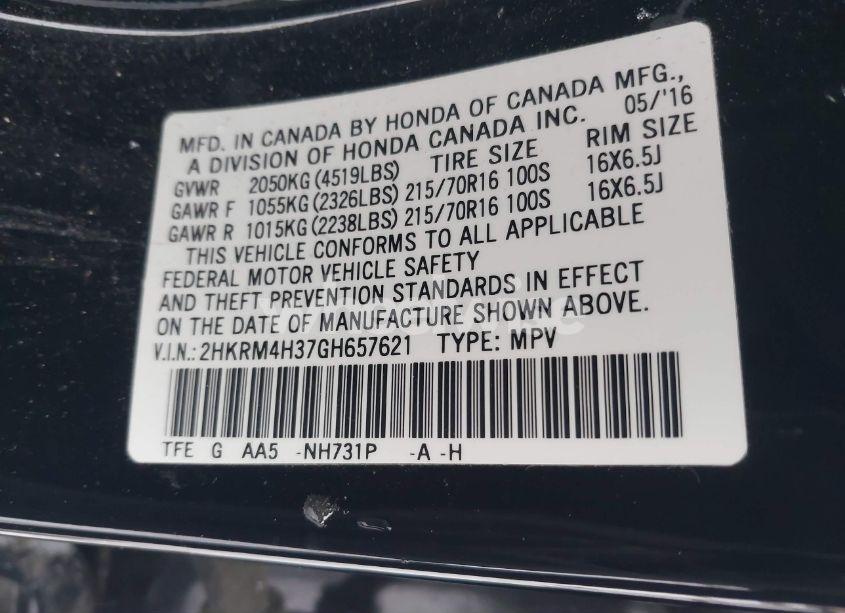 MFD. IN CANADA BY HONDA OF CANADA MFG.,
A DIVISION OF HONDA CANADA INC. 05/'16
GVWR 2050KG (4519LBS) TIRE SIZE RIM SIZE
GAWR F 1055KG (2326LBS) 215/70R16 100S 16X6.5J
GAWR R 1015KG (2238LBS) 215/70R16 100S 16X6.5J
THIS VEHICLE CONFORMS TO ALL APPLICABLE
FEDERAL MOTOR VEHICLE SAFETY
AND THEFT PREVENTION STANDARDS IN EFFECT
ON THE DATE OF MANUFACTURE SHOWN ABOVE.
V.I.N.: 2HKRM4H37GH657621 TYPE: MPV
TFE G AA5 -NH731P -A -H